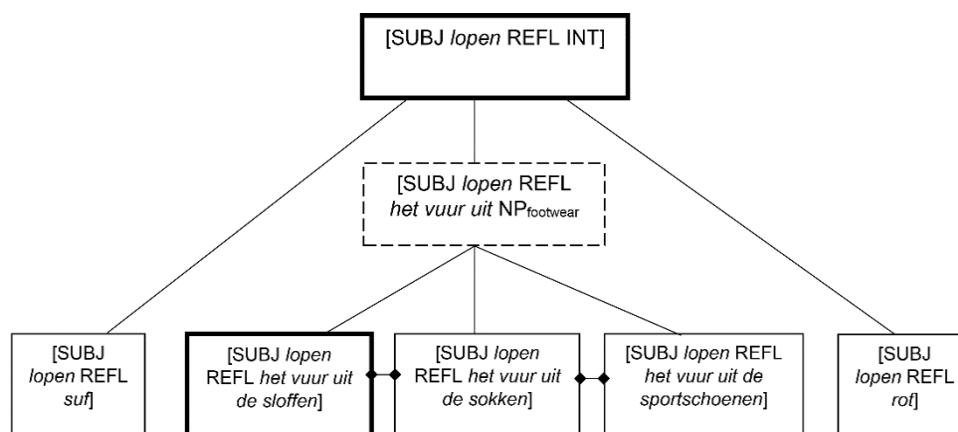 [SUBJ lopen REFL INT]
[SUBJ lopen REFL
het vuur uit NPfootwear
[SUBJ
lopen REFL
suf]
[SUBJ lopen
REFL het vuur uit
de sloffen]
[SUBJ lopen
REFL het vuur uit
de sokken]
[SUBJ lopen REFL
het vuur uit de
sportschoenen]
[SUBJ
lopen REFL
rot]